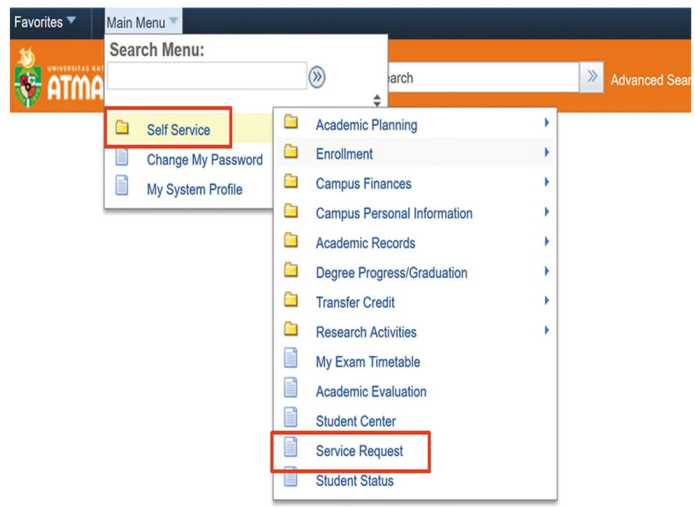 Favorites Main Menu
Search Menu:
UNIVERSITAS KAT
ATMA
earch
Advanced Sear
Self Service
Change My Password
My System Profile
Academic Planning
Enrollment
Campus Finances
Campus Personal Information
Academic Records
Degree Progress/Graduation
Transfer Credit
Research Activities
My Exam Timetable
Academic Evaluation
Student Center
Service Request
Student Status